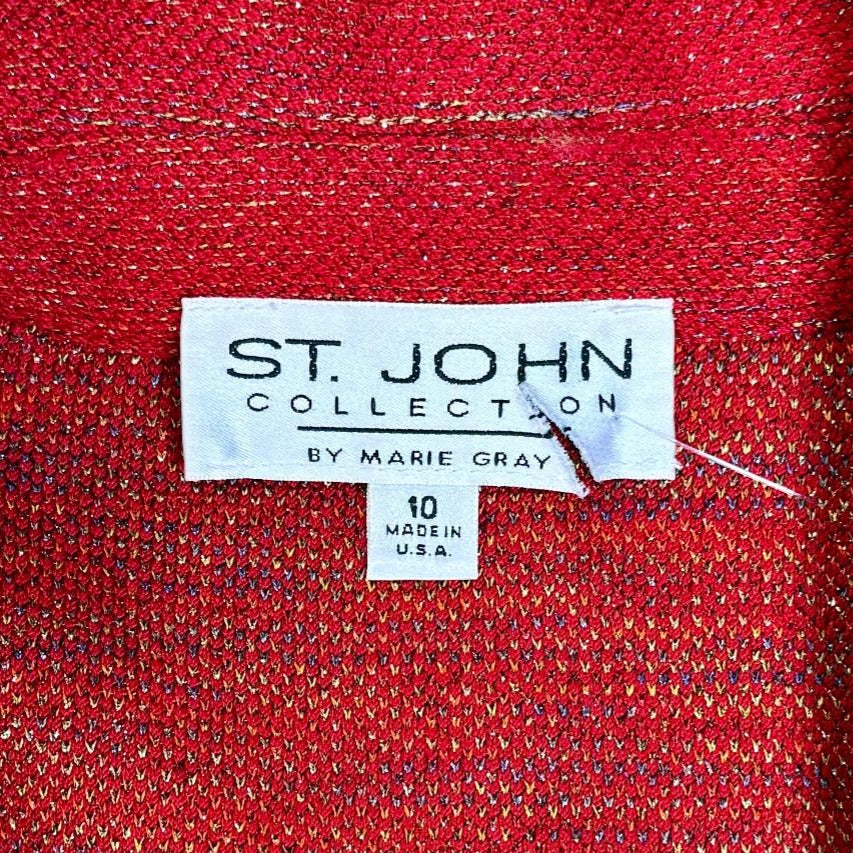 ST. JOHN
COLLECTION
BY MARIE GRAY
10
MADE IN
U.S.A.